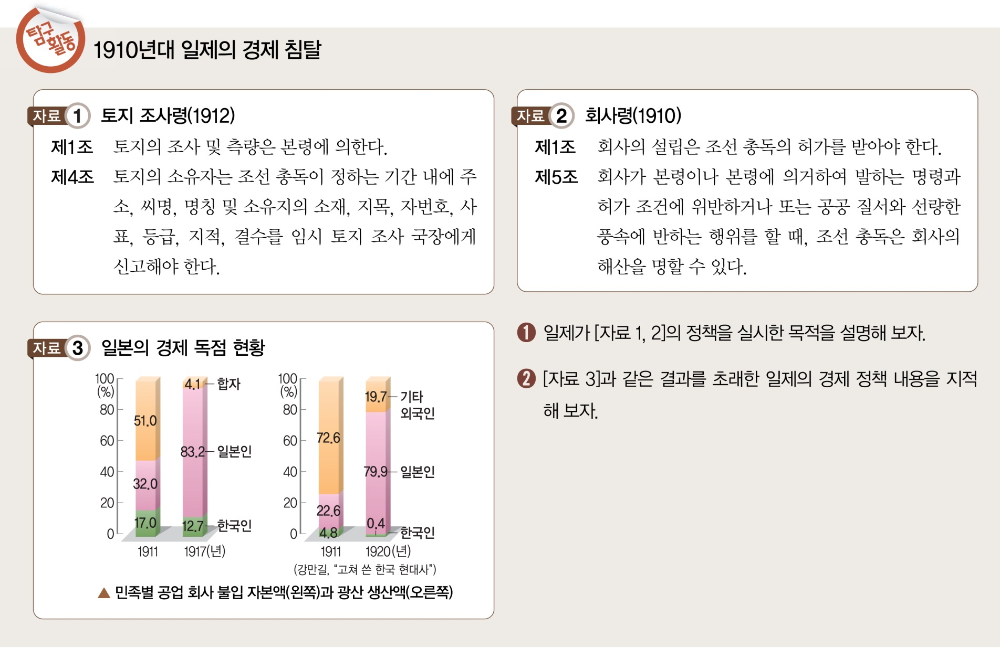 탐구
활동
1910년대 일제의 경제 침탈
자료 1 토지 조사령(1912)
제1조 토지의 조사 및 측량은 본령에 의한다.
제4조 토지의 소유자는 조선 총독이 정하는 기간 내에 주
소, 씨명, 명칭 및 소유지의 소재, 지목, 자번호, 사
표, 등급, 지적, 결수를 임시 토지 조사 국장에게
신고해야 한다.
자료 2 회사령(1910)
제1조 회사의 설립은 조선 총독의 허가를 받아야 한다.
제5조 회사가 본령이나 본령에 의거하여 발하는 명령과
허가 조건에 위반하거나 또는 공공 질서와 선량한
풍속에 반하는 행위를 할 때, 조선 총독은 회사의
해산을 명할 수 있다.
자료 3 일본의 경제 독점 현황
100
(%)
80
60
40
20
0
51.0
32.0
17.0
4.1 합자
83.2 일본인
12.7 한국인
1911 1917(년)
100
(%)
80
60
40
20
0
72.6
22.6
4.8
19.7 기타
외국인
79.9 일본인
0.4 한국인
1911 1920(년)
(강만길, “고쳐 쓴 한국 현대사”)
▲ 민족별 공업 회사 불입 자본액(왼쪽)과 광산 생산액(오른쪽)
1 일제가 [자료 1, 2]의 정책을 실시한 목적을 설명해 보자.
2 [자료 3]과 같은 결과를 초래한 일제의 경제 정책 내용을 지적
해 보자.